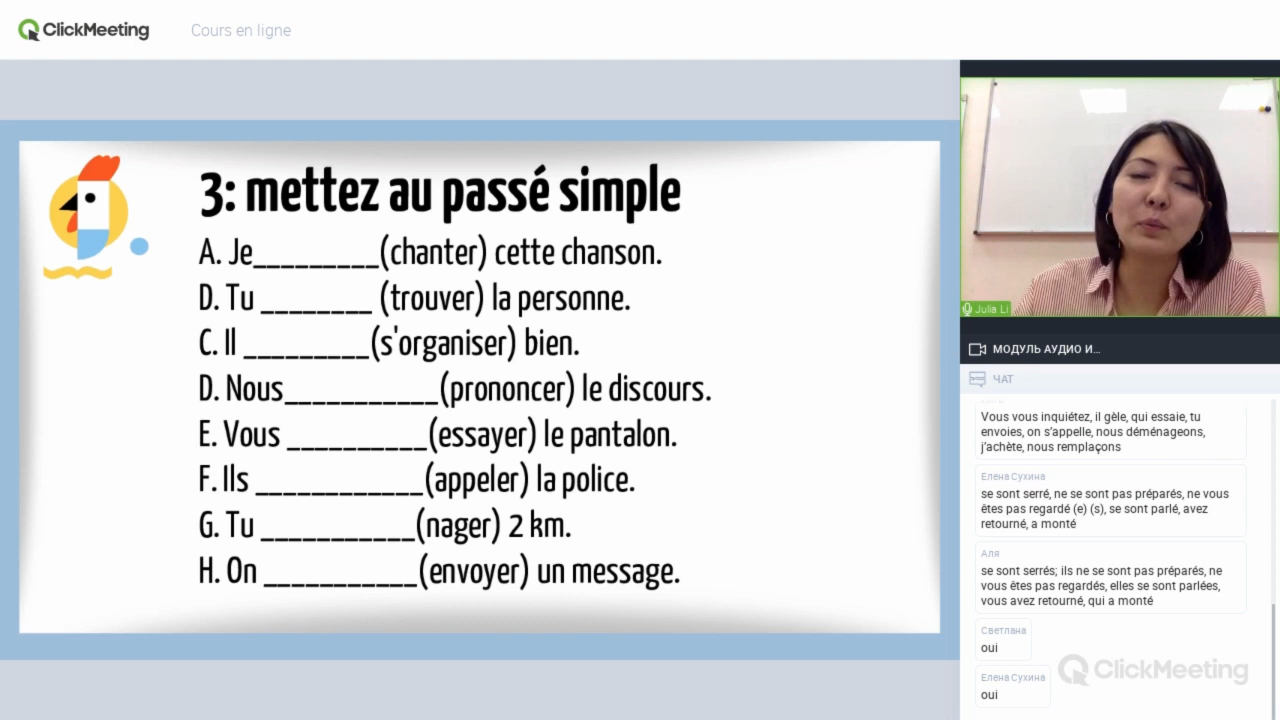 ClickMeeting
Cours en ligne
3: mettez au passé simple
A. Je_________(chanter) cette chanson.
D. Tu ________ (trouver) la personne.
C. Il _________(s'organiser) bien.
D. Nous___________(prononcer) le discours.
E. Vous __________(essayer) le pantalon.
F. Ils ____________(appeler) la police.
G. Tu ___________(nager) 2 km.
H. On ___________(envoyer) un message.
Julia Li
МОДУЛЬ АУДИО И...
ЧАТ
Vous vous inquiétez, il gèle, qui essaie, tu
envoies, on s'appelle, nous déménageons,
j'achète, nous remplaçons
Елена Сухина
se sont serré, ne se sont pas préparés, ne vous
êtes pas regardé (e) (s), se sont parlé, avez
retourné, a monté
Аля
se sont serrés; ils ne se sont pas préparés, ne
vous êtes pas regardés, elles se sont parlées,
vous avez retourné, qui a monté
Светлана
oui
Елена Сухина
oui
ClickMeeting